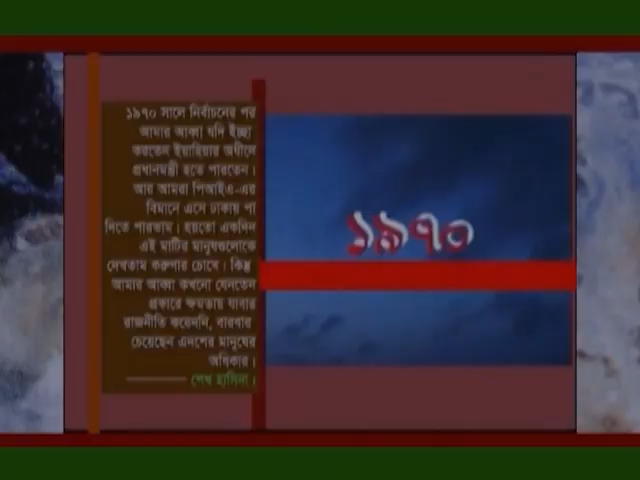 ১৯৭০ সালে নির্বাচনের পর
আমার আব্বা যদি ইচ্ছা
করতেন ইয়াহিয়ার অধীনে
প্রধানমন্ত্রী হতে পারতেন।
আর আমরা পিআইএ-এর
বিমানে এসে ঢাকায় পা
দিতে পারতাম। হয়তো একদিন
এই মাটির মানুষগুলোকে
দেখতাম করুণার চোখে। কিন্তু
আমার আব্বা কখনো যেনতেন
প্রকারে ক্ষমতায় যাবার
রাজনীতি করেননি, বারবার
চেয়েছেন এদেশের মানুষের
অধিকার।
শেখ হাসিনা।
১৯৭০